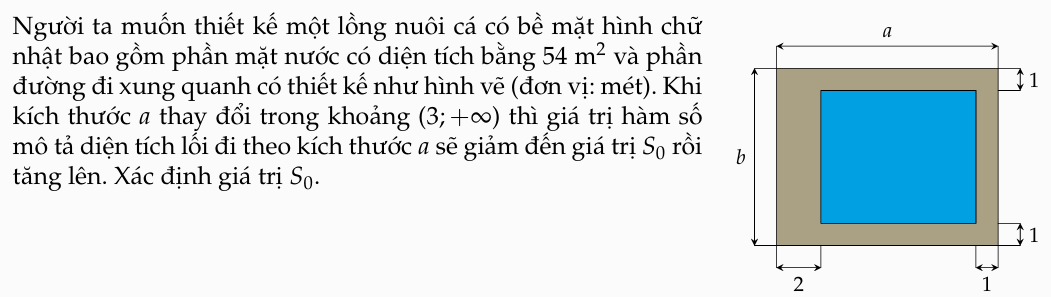 Người ta muốn thiết kế một lồng nuôi cá có bề mặt hình chữ
nhật bao gồm phần mặt nước có diện tích bằng 54 m² và phần
đường đi xung quanh có thiết kế như hình vẽ (đơn vị: mét). Khi
kích thước a thay đổi trong khoảng (3; +∞) thì giá trị hàm số
mô tả diện tích lối đi theo kích thước a sẽ giảm đến giá trị S₀ rồi
tăng lên. Xác định giá trị S₀.
a
1
b
1
2
1